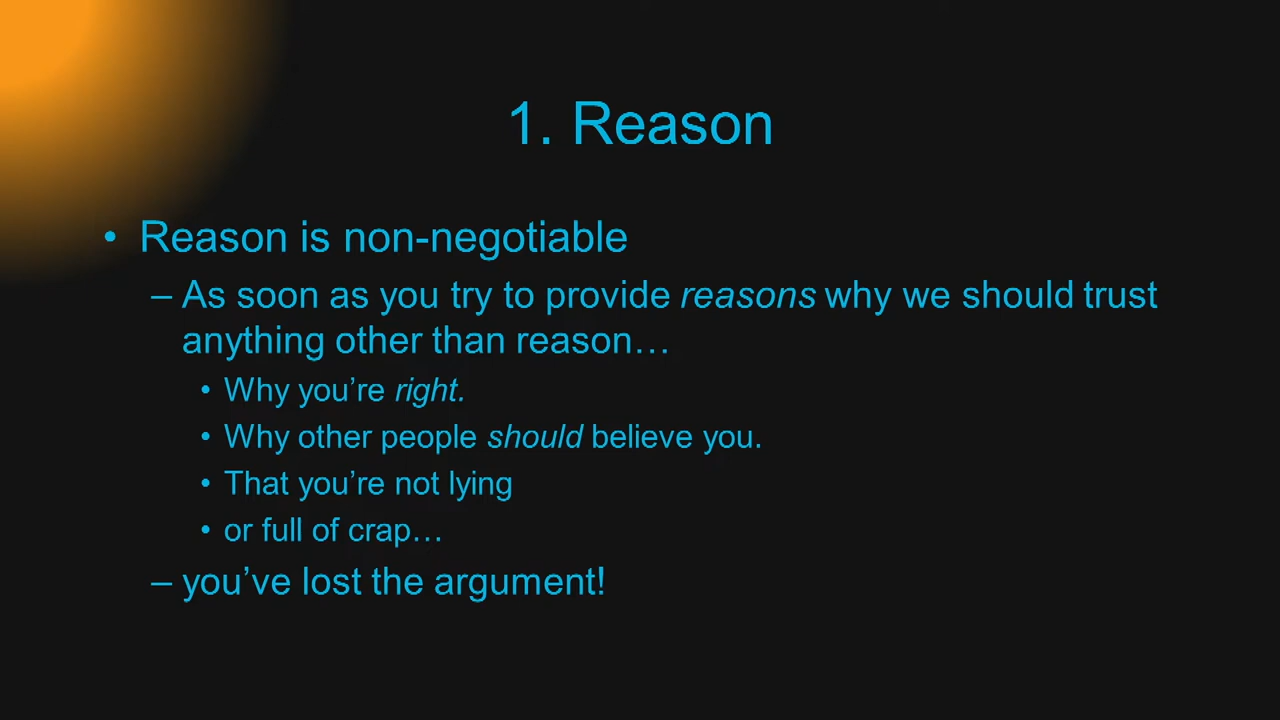 1. Reason
• Reason is non-negotiable
– As soon as you try to provide reasons why we should trust
anything other than reason…
• Why you’re right.
• Why other people should believe you.
• That you’re not lying
• or full of crap…
– you’ve lost the argument!